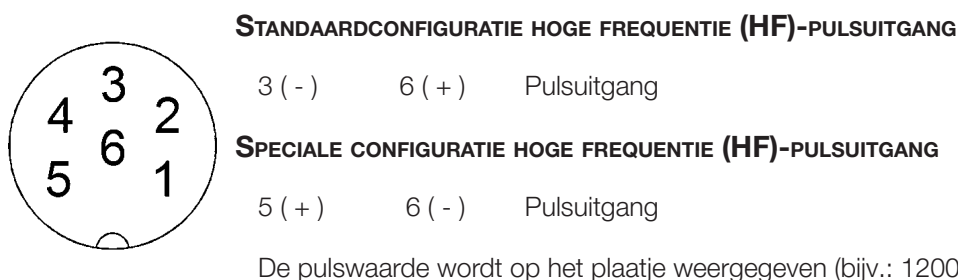 STANDAARDCONFIGURATIE HOGE FREQUENTIE (HF)-PULSUITGANG
3 ( - ) 6 ( + ) Pulsuitgang
SPECIALE CONFIGURATIE HOGE FREQUENTIE (HF)-PULSUITGANG
5 ( + ) 6 ( - ) Pulsuitgang
De pulswaarde wordt op het plaatje weergegeven (bijv.: 1200
3
4 2
6
5 1